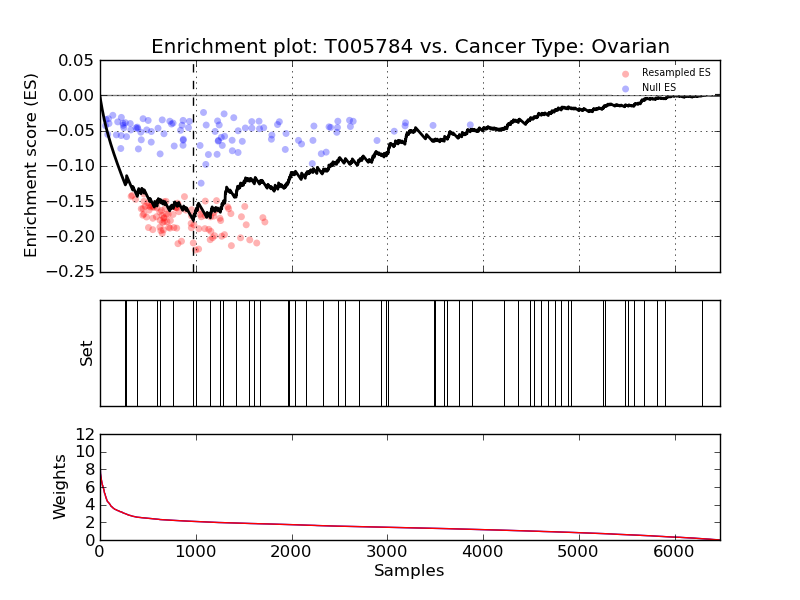 Enrichment plot: T005784 vs. Cancer Type: Ovarian
Enrichment score (ES)
0.05
0.00
−0.05
−0.10
−0.15
−0.20
−0.25
Resampled ES
Null ES
Set
Weights
12
10
8
6
4
2
0
0 1000 2000 3000 4000 5000 6000
Samples